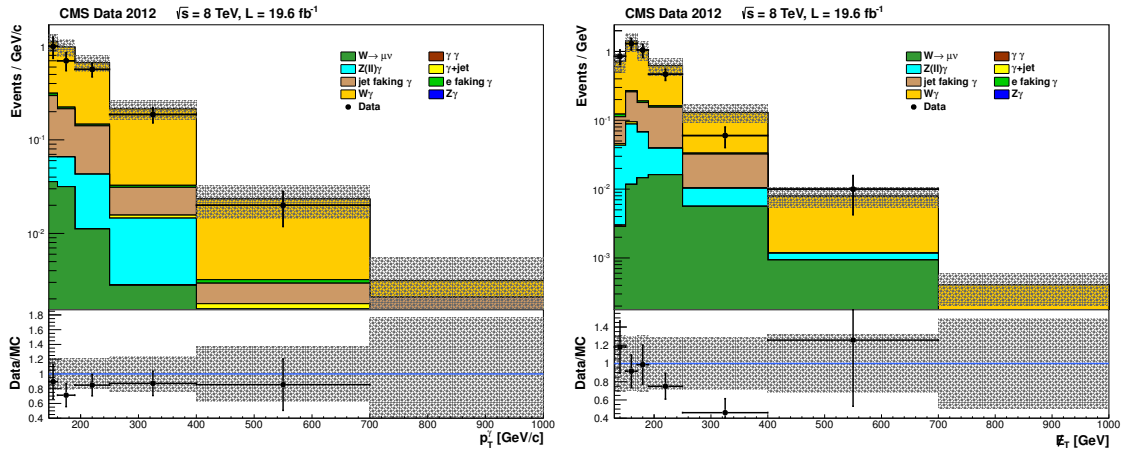 CMS Data 2012 √s = 8 TeV, L = 19.6 fb⁻¹
Events / GeV/c
1
10⁻¹
10⁻²
W→ μν
Z(ll)γ
jet faking γ
Wγ
γ γ
γ+jet
e faking γ
Zγ
Data
Data/MC
1.8
1.6
1.4
1.2
1
0.8
0.6
0.4
200 300 400 500 600 700 800 900 1000
p_T^γ [GeV/c]
CMS Data 2012 √s = 8 TeV, L = 19.6 fb⁻¹
Events / GeV
10
1
10⁻¹
10⁻²
10⁻³
W→ μν
Z(ll)γ
jet faking γ
Wγ
γ γ
γ+jet
e faking γ
Zγ
Data
Data/MC
1.4
1.2
1
0.8
0.6
0.4
200 300 400 500 600 700 800 900 1000
E̸_T [GeV]